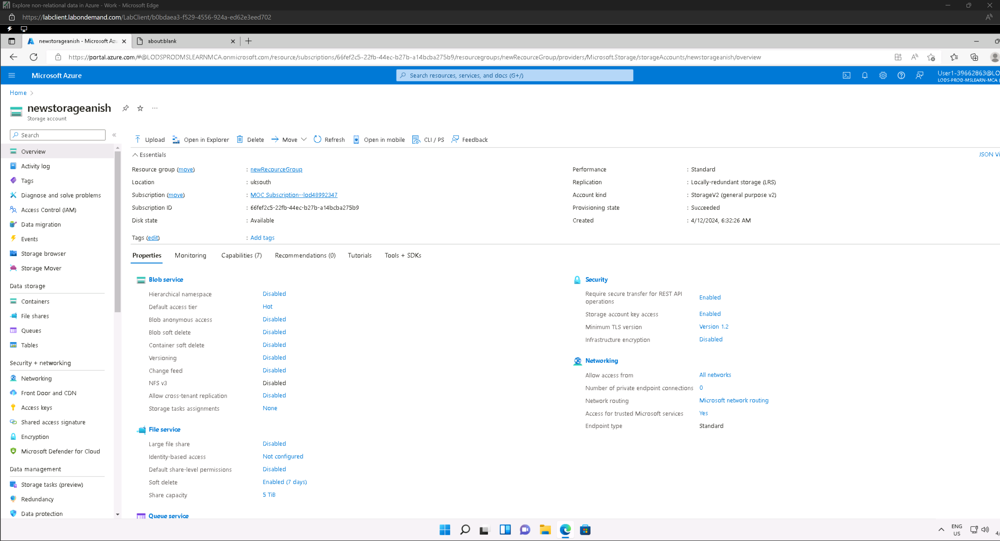 Explore non-relational data in Azure - Work - Microsoft Edge
https://labclient.labondemand.com/LabClient/b0bdaea3-f529-4556-924a-ed62e3eed702
newstorageanish - Microsoft Azu
about:blank
https://portal.azure.com/#@LODSPRODMSLEARNMCA.onmicrosoft.com/resource/subscriptions/66fef2c5-22fb-44ec-b27b-a14bcba275b9/resourcegroups/newRecourceGroup/providers/Microsoft.Storage/storageAccounts/newstorageanish/overview
Microsoft Azure
Search resources, services, and docs (G+/)
User1-39662863@LO
LODS-PROD-MSLEARN-MCA (
Home
newstorageanish
Storage account
Search
Upload Open in Explorer Delete Move Refresh Open in mobile CLI / PS Feedback
Overview
Activity log
Tags
Diagnose and solve problems
Access Control (IAM)
Data migration
Events
Storage browser
Storage Mover
Data storage
Containers
File shares
Queues
Tables
Security + networking
Networking
Front Door and CDN
Access keys
Shared access signature
Encryption
Microsoft Defender for Cloud
Data management
Storage tasks (preview)
Redundancy
Data protection
Essentials
JSON Vi
Resource group (move) : newRecourceGroup
Location : uksouth
Subscription (move) : MOC Subscription--lod48992347
Subscription ID : 66fef2c5-22fb-44ec-b27b-a14bcba275b9
Disk state : Available
Tags (edit) : Add tags
Performance : Standard
Replication : Locally-redundant storage (LRS)
Account kind : StorageV2 (general purpose v2)
Provisioning state : Succeeded
Created : 4/12/2024, 6:32:26 AM
Properties Monitoring Capabilities (7) Recommendations (0) Tutorials Tools + SDKs
Blob service
Hierarchical namespace Disabled
Default access tier Hot
Blob anonymous access Disabled
Blob soft delete Disabled
Container soft delete Disabled
Versioning Disabled
Change feed Disabled
NFS v3 Disabled
Allow cross-tenant replication Disabled
Storage tasks assignments None
File service
Large file share Disabled
Identity-based access Not configured
Default share-level permissions Disabled
Soft delete Enabled (7 days)
Share capacity 5 TiB
Queue service
Security
Require secure transfer for REST API
operations Enabled
Storage account key access Enabled
Minimum TLS version Version 1.2
Infrastructure encryption Disabled
Networking
Allow access from All networks
Number of private endpoint connections 0
Network routing Microsoft network routing
Access for trusted Microsoft services Yes
Endpoint type Standard
ENG
US
4/